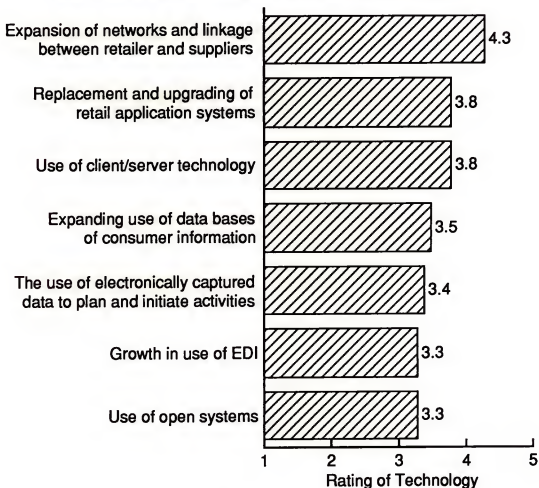 Expansion of networks and linkage
between retailer and suppliers
4.3
Replacement and upgrading of
retail application systems
3.8
Use of client/server technology
3.8
Expanding use of data bases
of consumer information
3.5
The use of electronically captured
data to plan and initiate activities
3.4
Growth in use of EDI
3.3
Use of open systems
3.3
1 2 3 4 5
Rating of Technology